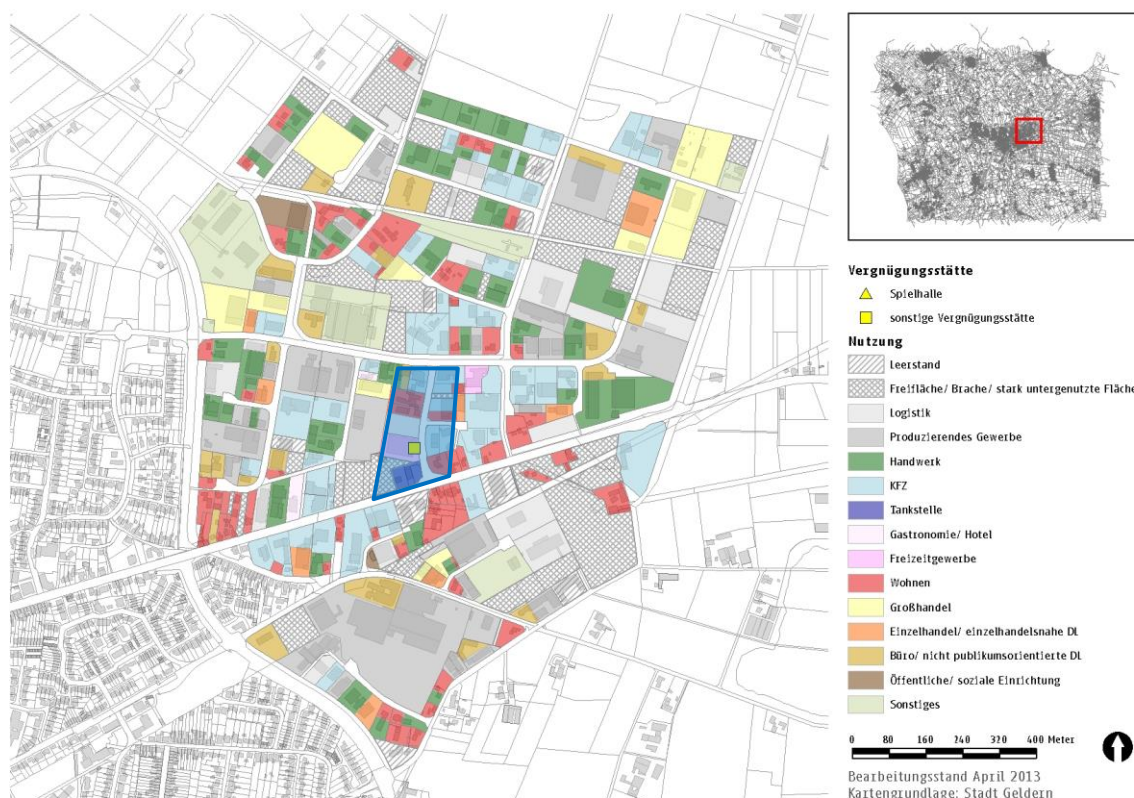 Vergnügungsstätte
Spielhalle
sonstige Vergnügungsstätte
Nutzung
Leerstand
Freifläche/ Brache/ stark untergenutzte Fläche
Logistik
Produzierendes Gewerbe
Handwerk
KFZ
Tankstelle
Gastronomie/ Hotel
Freizeitgewerbe
Wohnen
Großhandel
Einzelhandel/ einzelhandelsnahe DL
Büro/ nicht publikumsorientierte DL
Öffentliche/ soziale Einrichtung
Sonstiges
0 80 160 240 320 400 Meter
Bearbeitungsstand April 2013
Kartengrundlage: Stadt Geldern